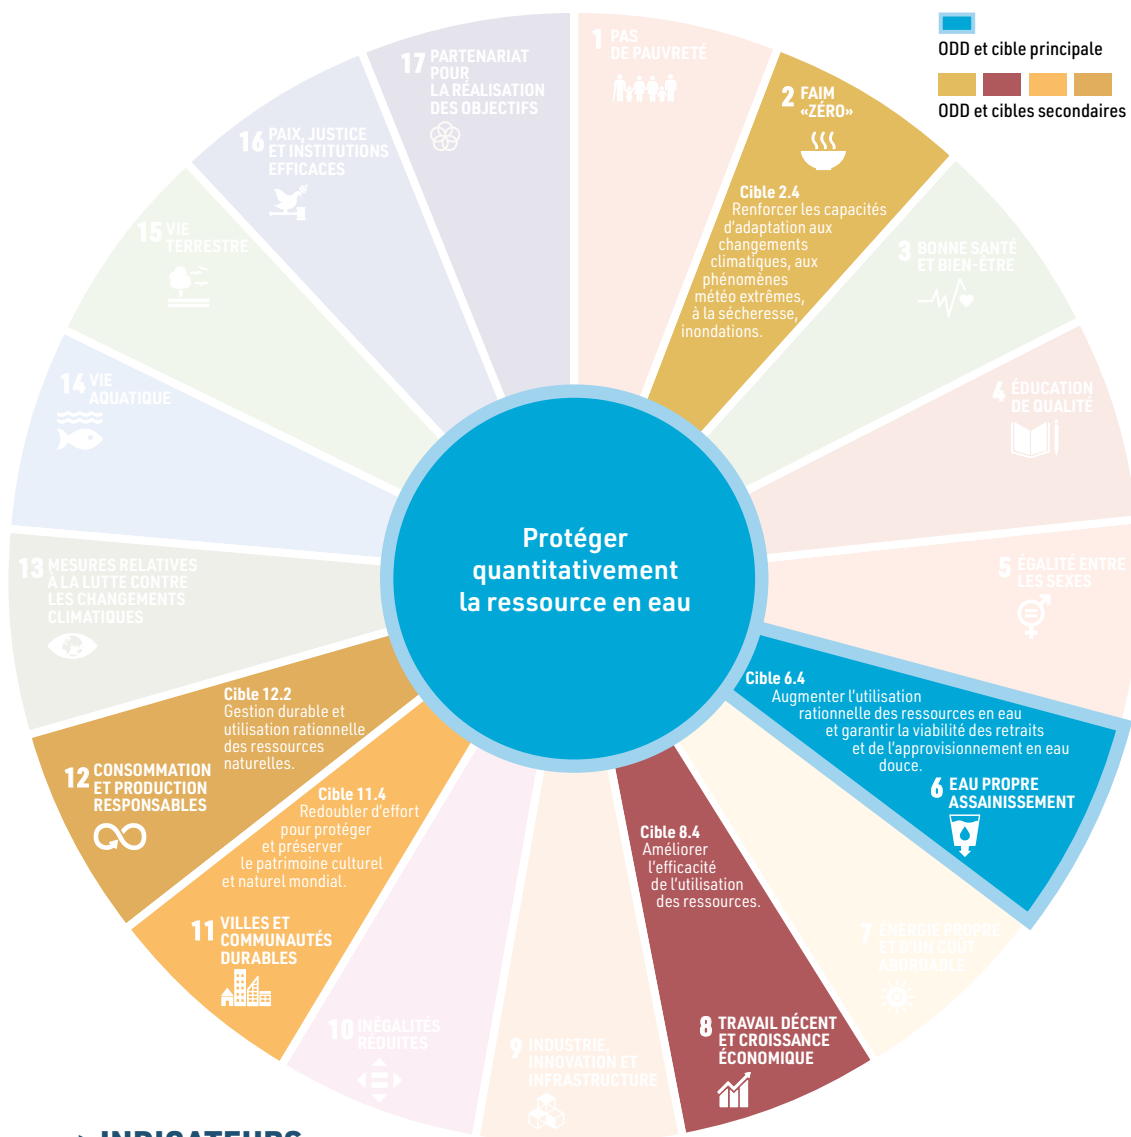 ODD et cible principale
ODD et cibles secondaires
1 PAS
DE PAUVRETÉ
2 FAIM
«ZÉRO»
Cible 2.4
Renforcer les capacités
d'adaptation aux
changements
climatiques, aux
phénomènes
météo extrêmes,
à la sécheresse,
inondations.
3 BONNE SANTÉ
ET BIEN-ÊTRE
4 ÉDUCATION
DE QUALITÉ
5 ÉGALITÉ ENTRE
LES SEXES
Cible 6.4
Augmenter l'utilisation
rationnelle des ressources en eau
et garantir la viabilité des retraits
et de l'approvisionnement en eau
douce.
6 EAU PROPRE
ASSAINISSEMENT
7 ÉNERGIE PROPRE
ET D'UN COÛT
ABORDABLE
Cible 8.4
Améliorer
l'efficacité
de l'utilisation
des ressources.
8 TRAVAIL DÉCENT
ET CROISSANCE
ÉCONOMIQUE
9 INDUSTRIE,
INNOVATION ET
INFRASTRUCTURE
10 INÉGALITÉS
RÉDUITES
Cible 11.4
Redoubler d'effort
pour protéger
et préserver
le patrimoine culturel
et naturel mondial.
11 VILLES ET
COMMUNAUTÉS
DURABLES
Cible 12.2
Gestion durable et
utilisation rationnelle
des ressources
naturelles.
12 CONSOMMATION
ET PRODUCTION
RESPONSABLES
13 MESURES RELATIVES
À LA LUTTE CONTRE
LES CHANGEMENTS
CLIMATIQUES
14 VIE
AQUATIQUE
15 VIE
TERRESTRE
16 PAIX, JUSTICE
ET INSTITUTIONS
EFFICACES
17 PARTENARIAT
POUR
LA RÉALISATION
DES OBJECTIFS
Protéger
quantitativement
la ressource en eau
INDICATEURS